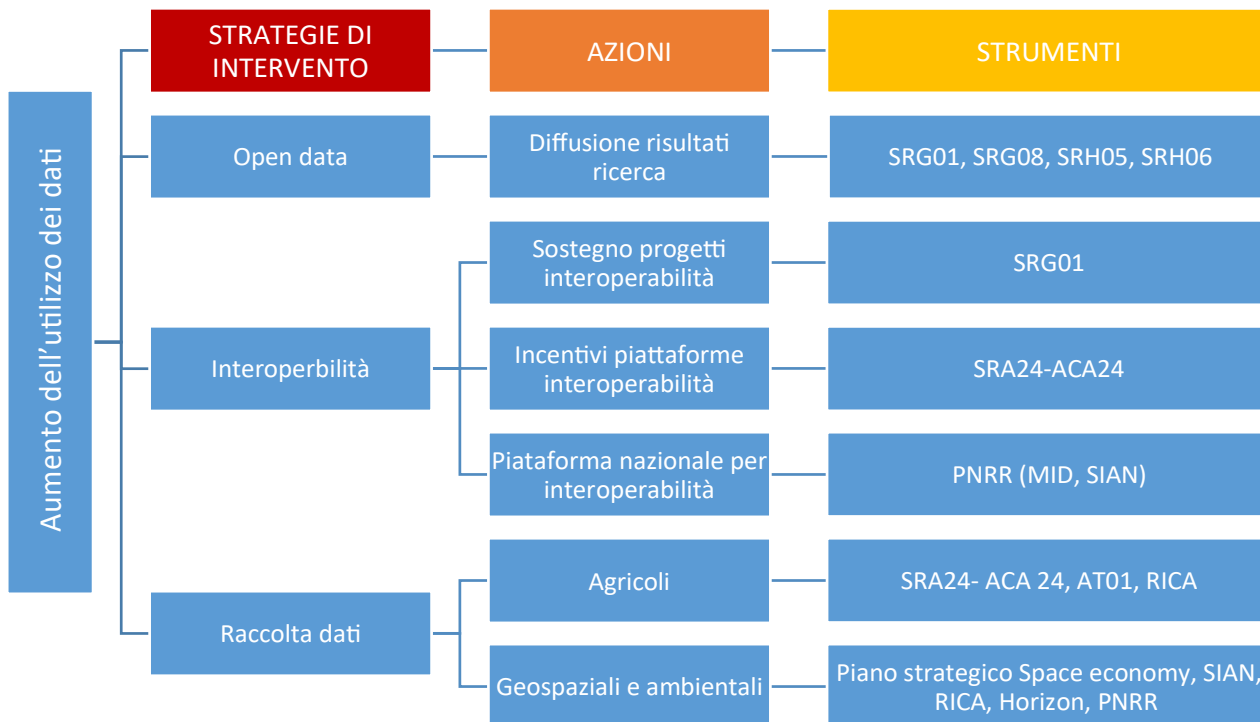 Aumento dell'utilizzo dei dati
STRATEGIE DI
INTERVENTO
AZIONI
STRUMENTI
Open data
Diffusione risultati
ricerca
SRG01, SRG08, SRH05, SRH06
Interoperbilità
Sostegno progetti
interoperabilità
SRG01
Incentivi piattaforme
interoperabilità
SRA24-ACA24
Piataforma nazionale per
interoperabilità
PNRR (MID, SIAN)
Raccolta dati
Agricoli
SRA24- ACA 24, AT01, RICA
Geospaziali e ambientali
Piano strategico Space economy, SIAN,
RICA, Horizon, PNRR